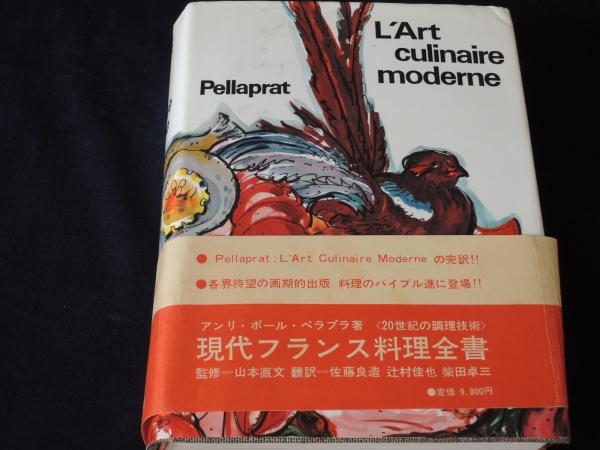 L'Art
culinaire
moderne
Pellaprat
● Pellaprat : L'Art Culinaire Moderne の完訳!!
●各界待望の画期的出版 料理のバイブル遂に登場!!
アンリ・ポール・ペラプラ著 〈20世紀の調理技術〉
現代フランス料理全書
監修＝山本直文 飜訳＝佐藤良造 辻村佳也 柴田卓三
●定価 9,800円